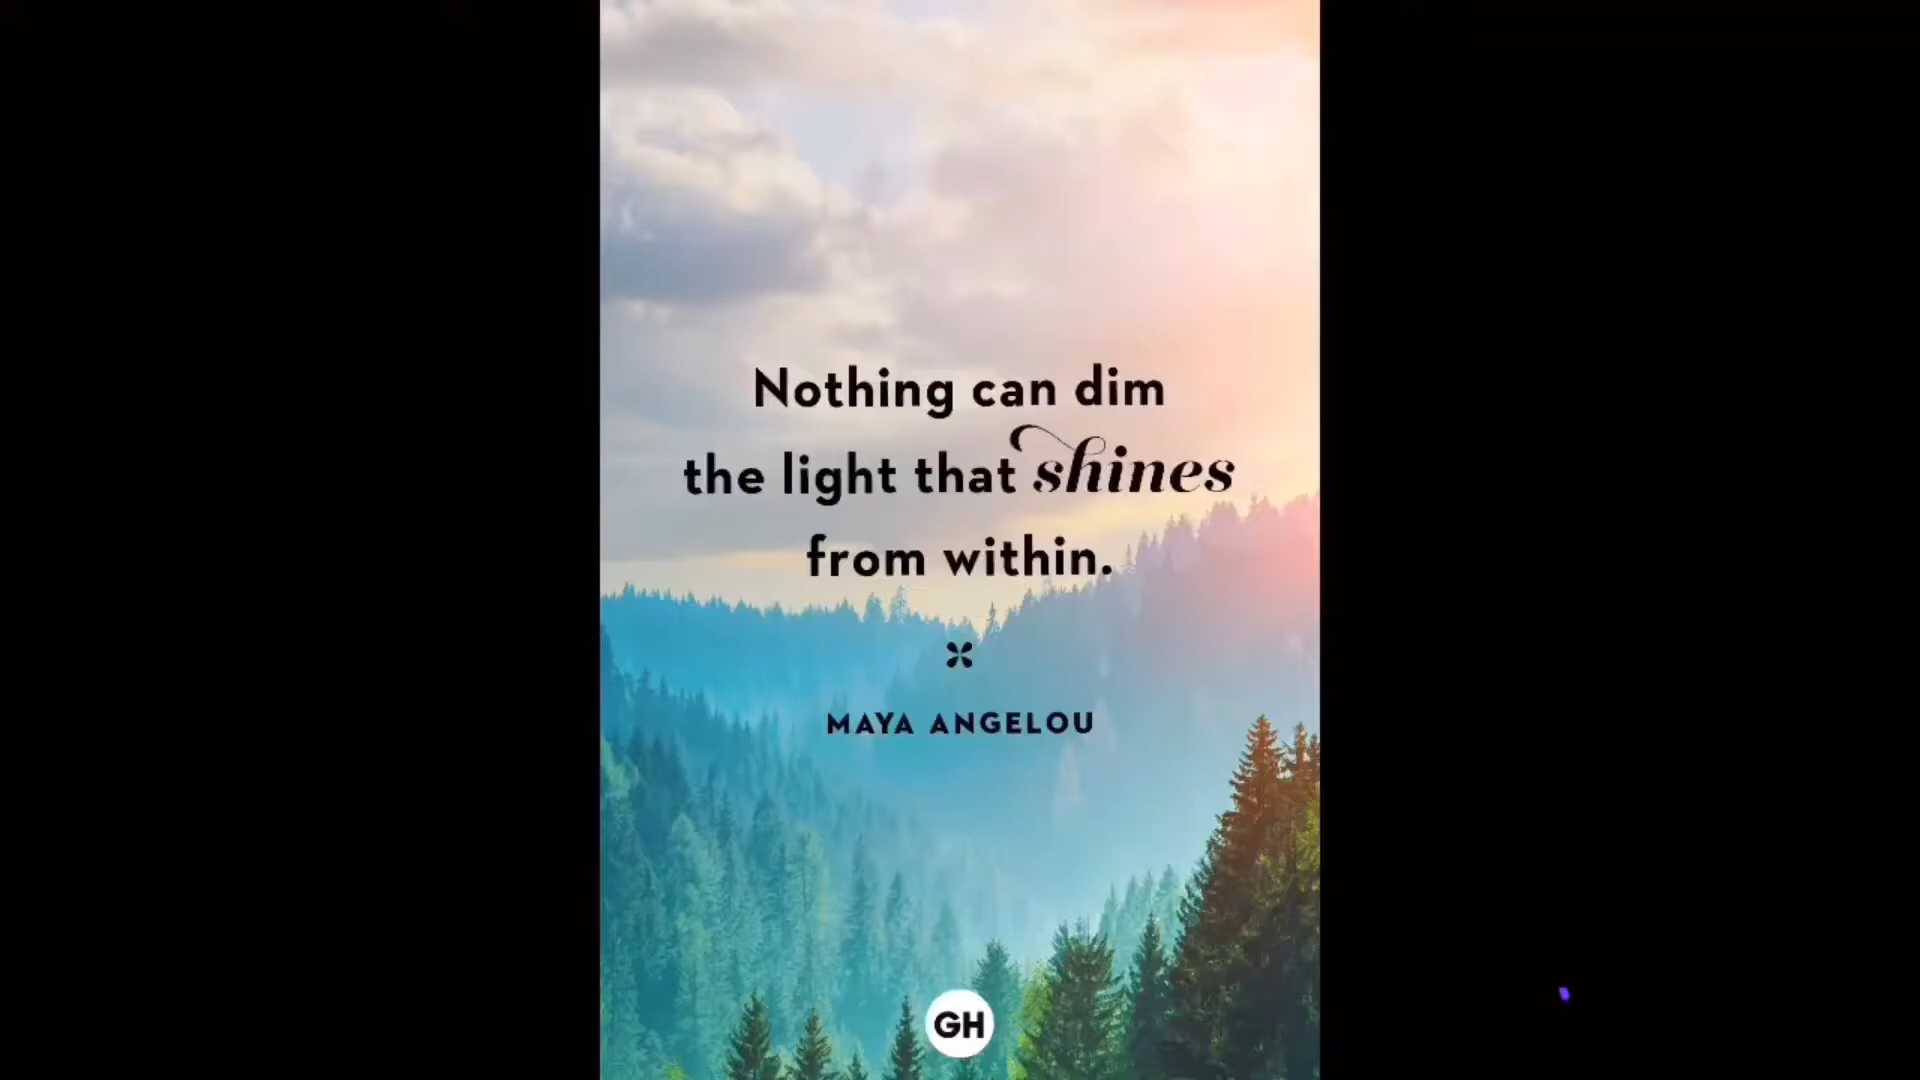 Nothing can dim
the light that shines
from within.
MAYA ANGELOU
GH